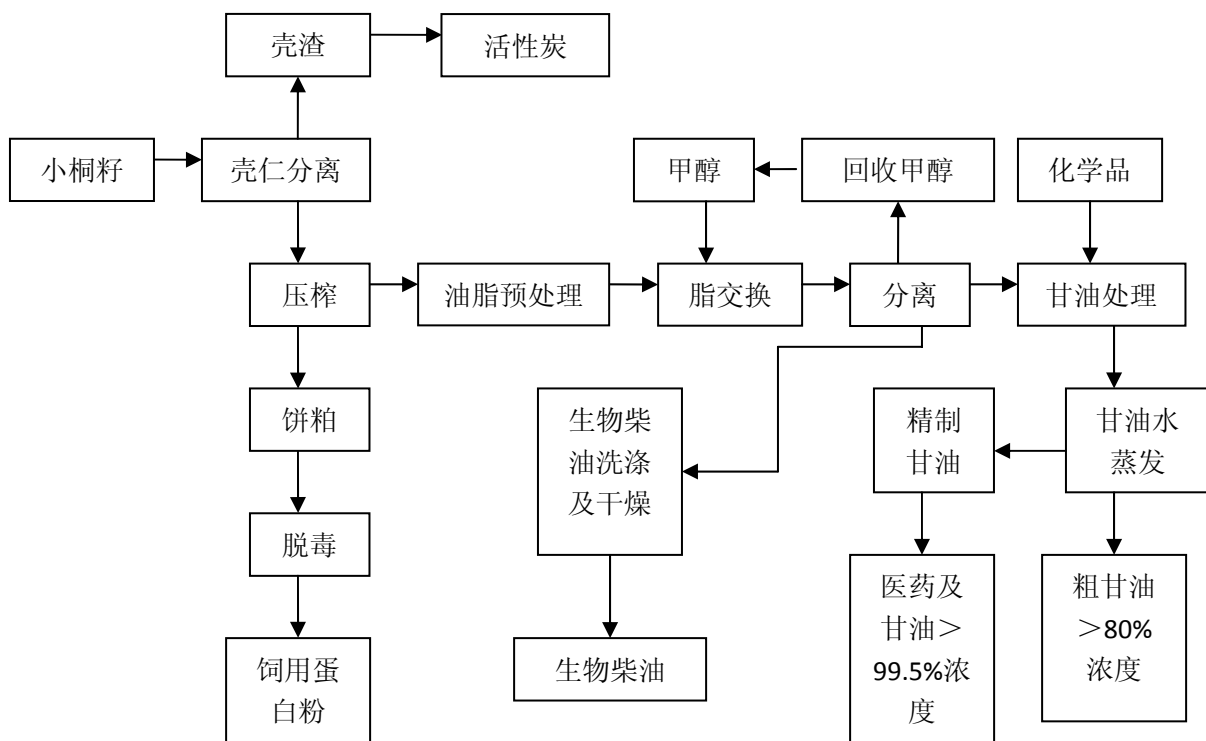 壳渣
活性炭
小桐籽
壳仁分离
甲醇
回收甲醇
化学品
压榨
油脂预处理
脂交换
分离
甘油处理
饼粕
生物柴
油洗涤
及干燥
精制
甘油
甘油水
蒸发
脱毒
医药及
甘油＞
99.5%浓
度
粗甘油
＞80%
浓度
饲用蛋
白粉
生物柴油